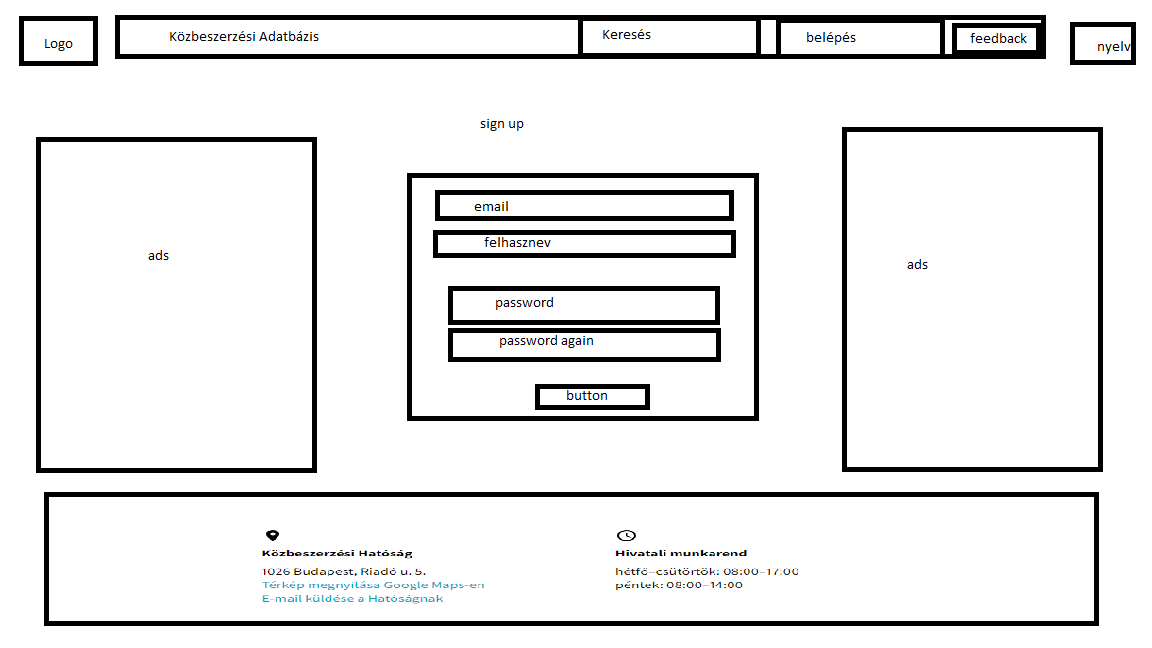 Logo
Közbeszerzési Adatbázis
Keresés
belépés
feedback
nyelv
sign up
ads
email
felhasznev
password
password again
button
ads
Közbeszerzési Hatóság
1026 Budapest, Riadó u. 5.
Térkép megnyitása Google Maps-en
E-mail küldése a Hatóságnak
Hivatali munkarend
hétfő–csütörtök: 08:00–17:00
péntek: 08:00–14:00